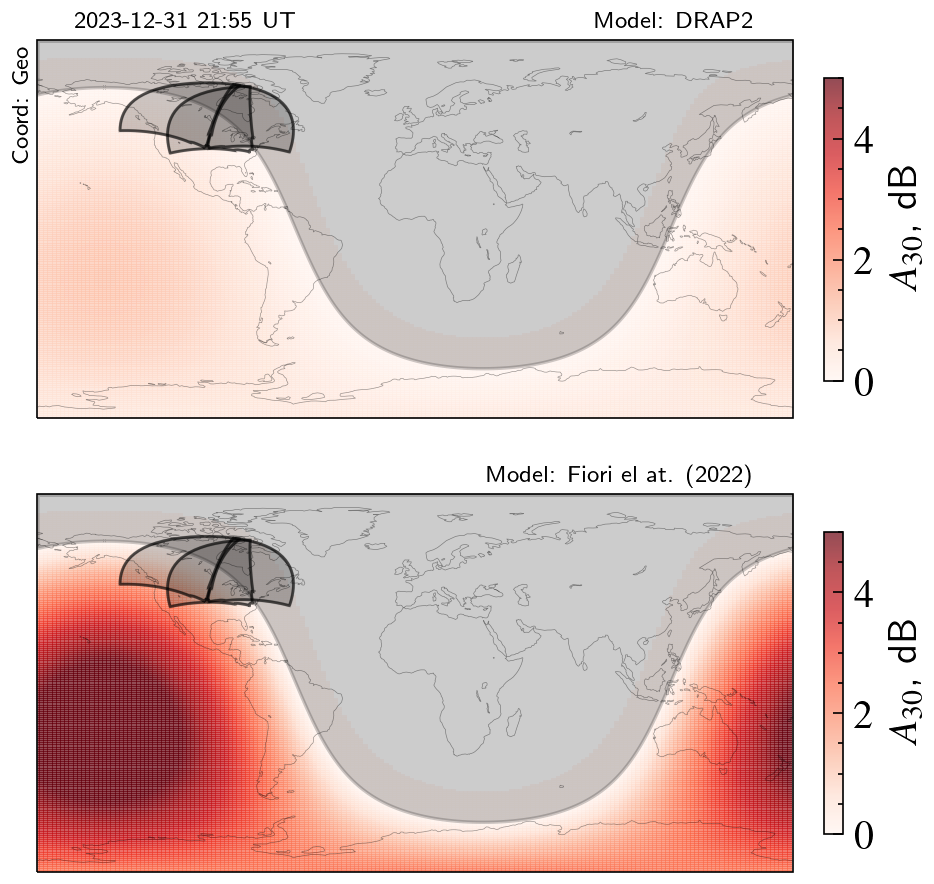 2023-12-31 21:55 UT
Model: DRAP2
Coord: Geo
4
2
0
A30, dB
Model: Fiori el at. (2022)
4
2
0
A30, dB